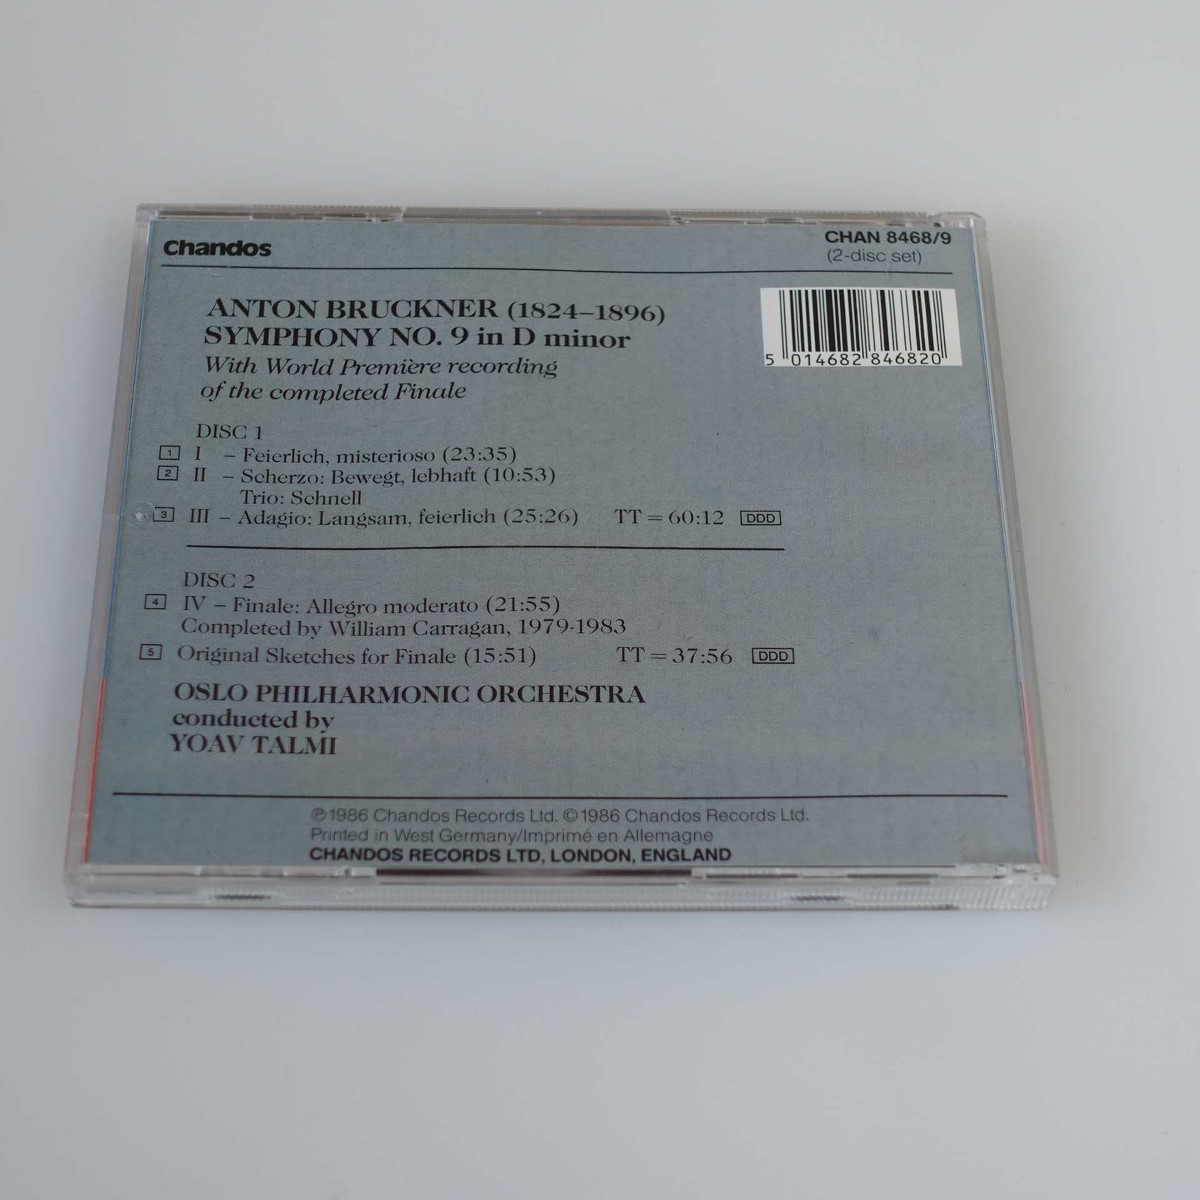 Chandos
CHAN 8468/9
(2-disc set)
5 014682 846820
ANTON BRUCKNER (1824–1896)
SYMPHONY NO. 9 in D minor
With World Première recording
of the completed Finale
DISC 1
1 I – Feierlich, misterioso (23:35)
2 II – Scherzo: Bewegt, lebhaft (10:53)
Trio: Schnell
3 III – Adagio: Langsam, feierlich (25:26) TT = 60:12 DDD
DISC 2
4 IV – Finale: Allegro moderato (21:55)
Completed by William Carragan, 1979-1983
5 Original Sketches for Finale (15:51) TT = 37:56 DDD
OSLO PHILHARMONIC ORCHESTRA
conducted by
YOAV TALMI
℗1986 Chandos Records Ltd. ©1986 Chandos Records Ltd.
Printed in West Germany/Imprimé en Allemagne
CHANDOS RECORDS LTD, LONDON, ENGLAND